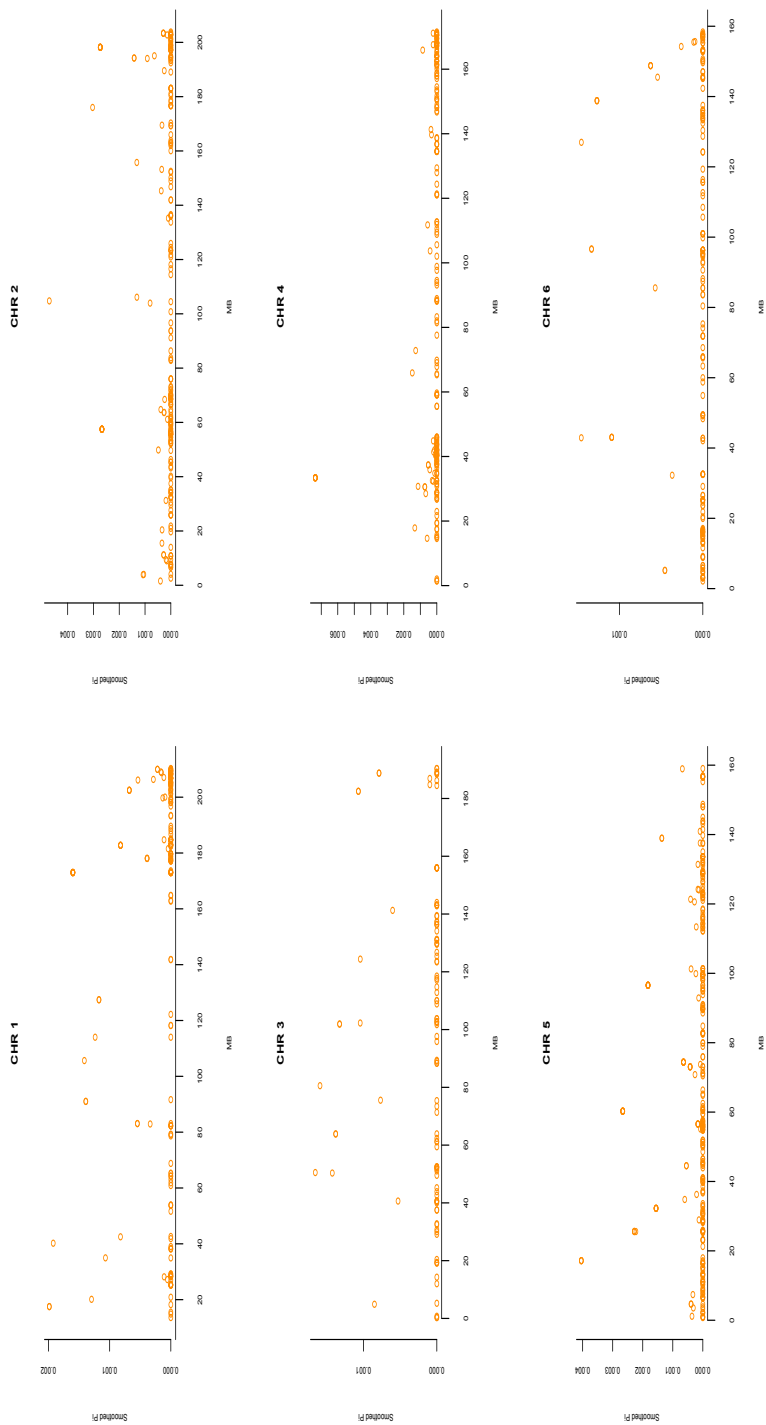 CHR 1
Smoothed Pi
0.002
0.001
0.000
20 40 60 80 100 120 140 160 180 200
MB
CHR 2
Smoothed Pi
0.004
0.003
0.002
0.001
0.000
0 20 40 60 80 100 120 140 160 180 200
MB
CHR 3
Smoothed Pi
0.001
0.000
0 20 40 60 80 100 120 140 160 180
MB
CHR 4
Smoothed Pi
0.006
0.004
0.002
0.000
0 20 40 60 80 100 120 140 160
MB
CHR 5
Smoothed Pi
0.004
0.003
0.002
0.001
0.000
0 20 40 60 80 100 120 140 160
MB
CHR 6
Smoothed Pi
0.001
0.000
0 20 40 60 80 100 120 140 160
MB